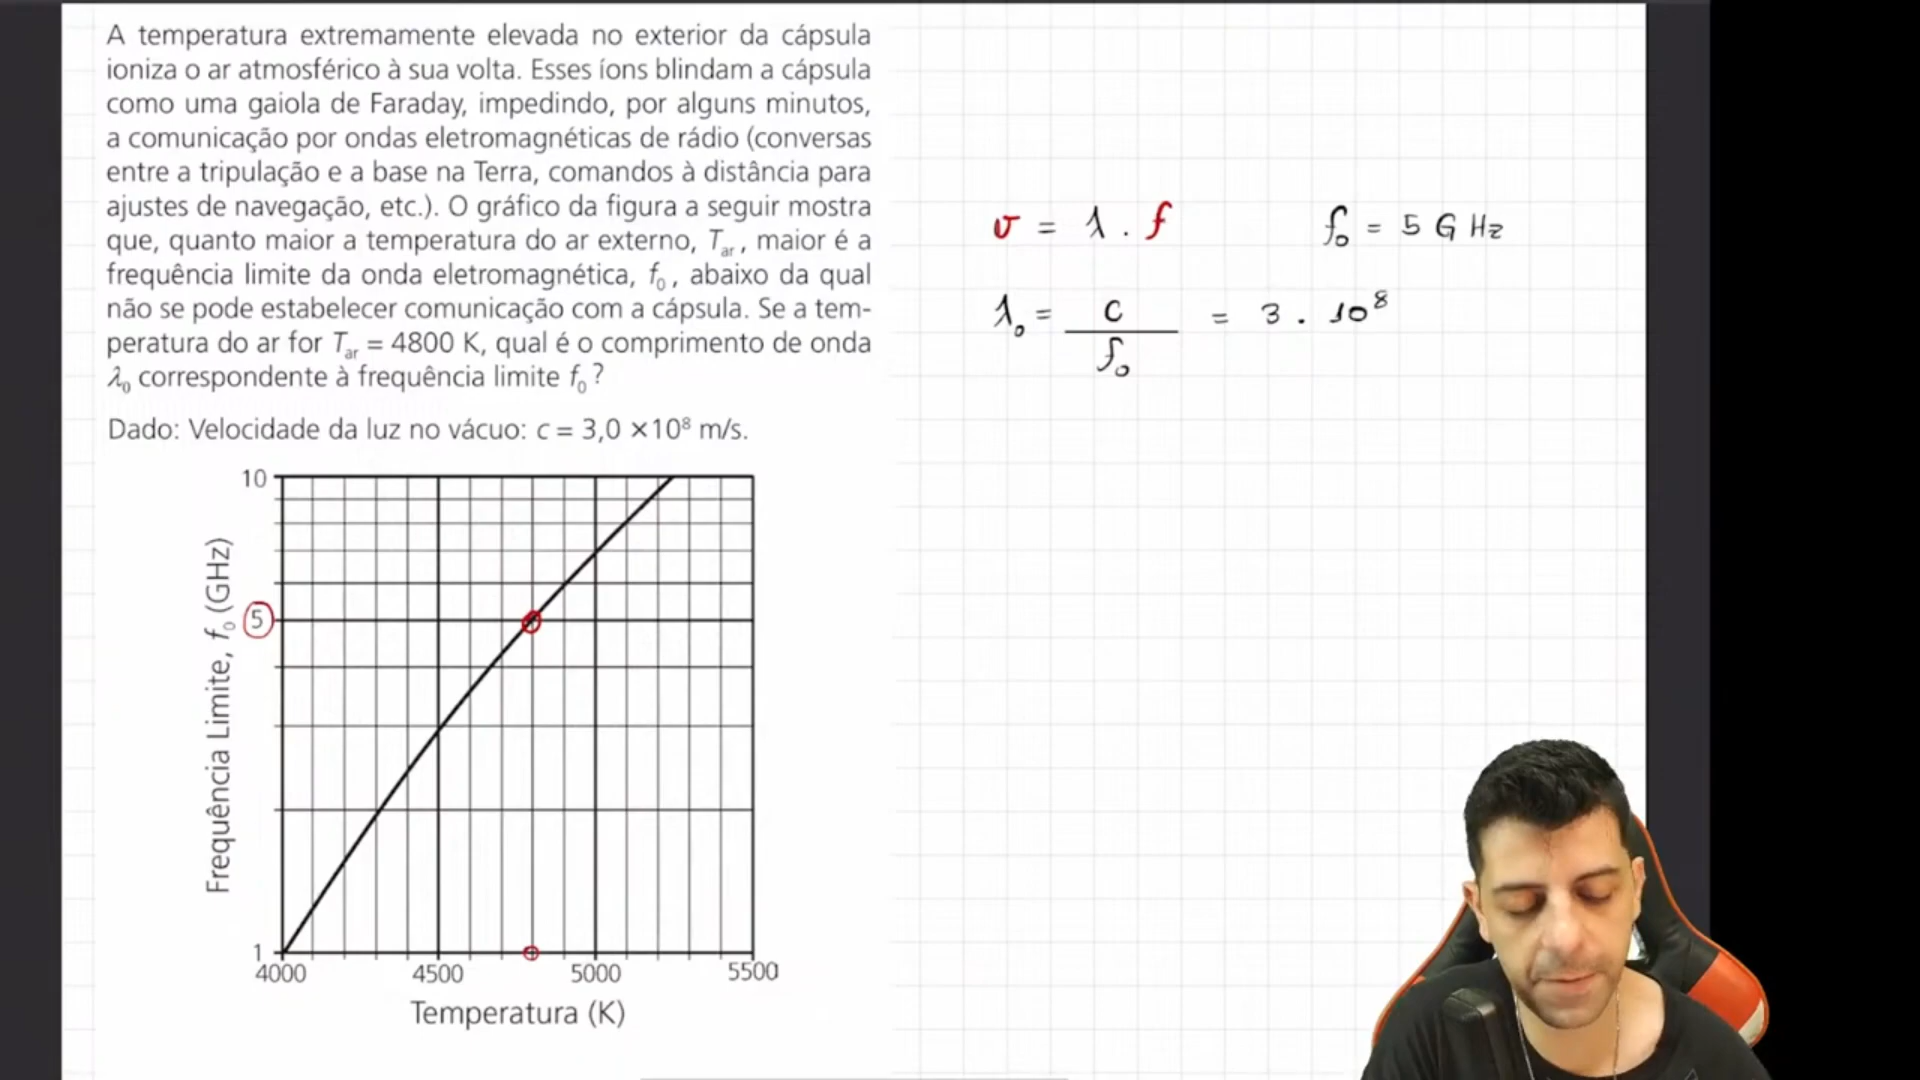 A temperatura extremamente elevada no exterior da cápsula
ioniza o ar atmosférico à sua volta. Esses íons blindam a cápsula
como uma gaiola de Faraday, impedindo, por alguns minutos,
a comunicação por ondas eletromagnéticas de rádio (conversas
entre a tripulação e a base na Terra, comandos à distância para
ajustes de navegação, etc.). O gráfico da figura a seguir mostra
que, quanto maior a temperatura do ar externo, Tar, maior é a
frequência limite da onda eletromagnética, f₀, abaixo da qual
não se pode estabelecer comunicação com a cápsula. Se a tem-
peratura do ar for Tar = 4800 K, qual é o comprimento de onda
λ₀ correspondente à frequência limite f₀?
Dado: Velocidade da luz no vácuo: c = 3,0 ×10⁸ m/s.
10
5
1
Frequência Limite, f₀ (GHz)
4000 4500 5000 5500
Temperatura (K)
v = λ . f
f₀ = 5 G Hz
λ₀ = c / f₀ = 3 . 10⁸